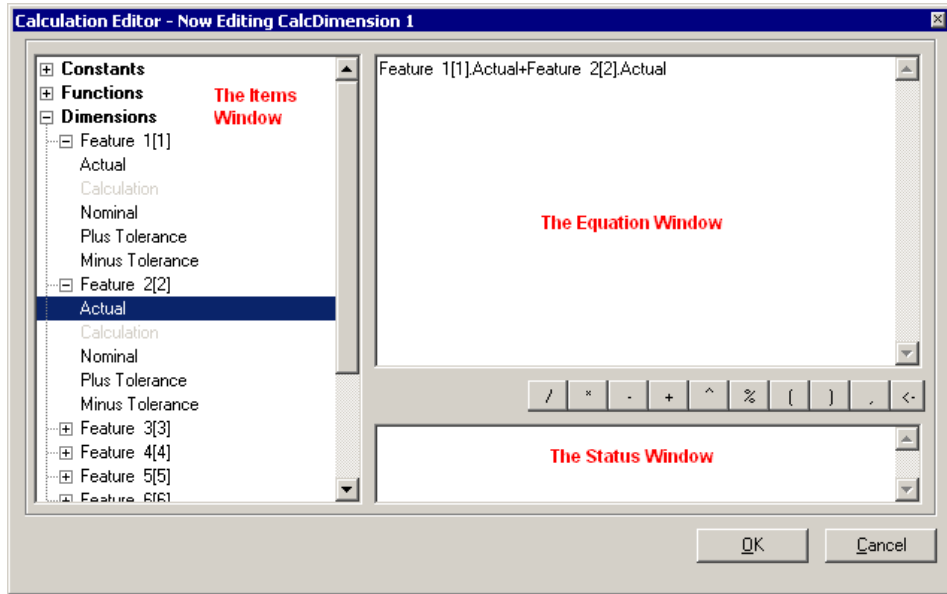 Calculation Editor - Now Editing CalcDimension 1
Constants
Functions
Dimensions
The Items
Window
Feature 1[1]
Actual
Calculation
Nominal
Plus Tolerance
Minus Tolerance
Feature 2[2]
Actual
Calculation
Nominal
Plus Tolerance
Minus Tolerance
Feature 3[3]
Feature 4[4]
Feature 5[5]
Feature 6[6]
Feature 1[1].Actual+Feature 2[2].Actual
The Equation Window
/ * - + ^ % ( ) , <-
The Status Window
OK
Cancel